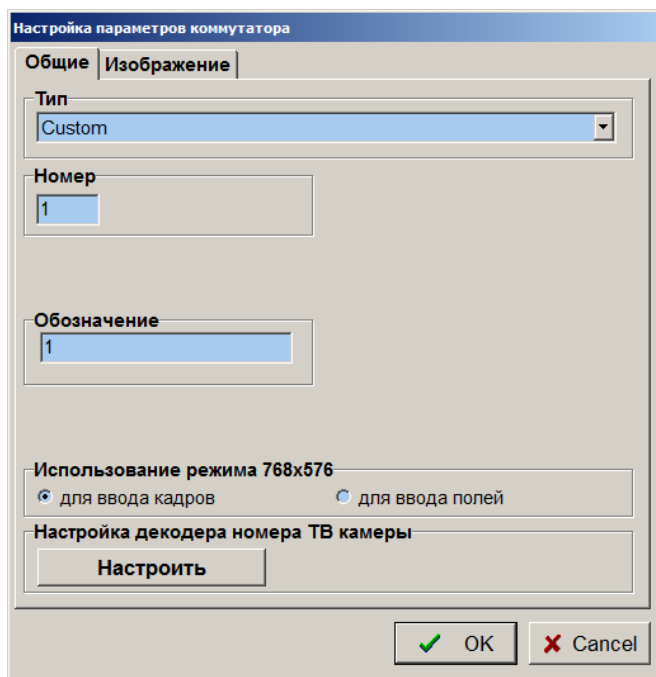 Настройка параметров коммутатора
Общие Изображение
Тип
Custom
Номер
1
Обозначение
1
Использование режима 768x576
для ввода кадров для ввода полей
Настройка декодера номера ТВ камеры
Настроить
OK Cancel